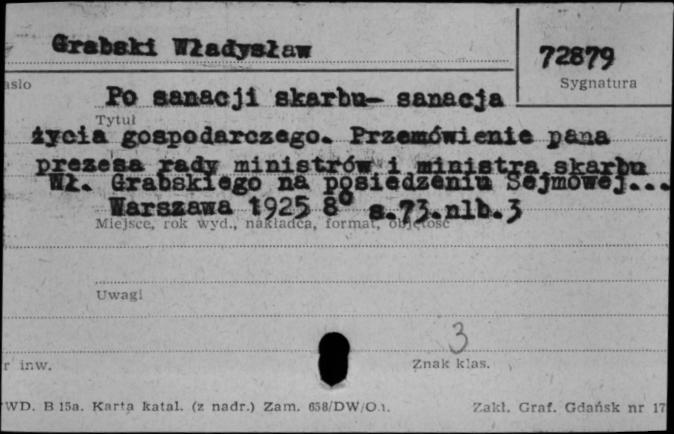 Grabski Władysław
72879
asło
Sygnatura
Po sanacji skarbu- sanacja
Tytuł
życia gospodarczego. Przemówienie pana
prezesa rady ministrów i ministra skarbu
Wł. Grabskiego na posiedzeniu Sejmowej...
Warszawa 1925 8° s.73.nlb.3
Miejsce, rok wyd., nakładca, format, objętość
Uwagi
3
r inw.
Znak klas.
WD. B 15a. Karta katal. (z nadr.) Zam. 658/DW/O.
Zakł. Graf. Gdańsk nr 17